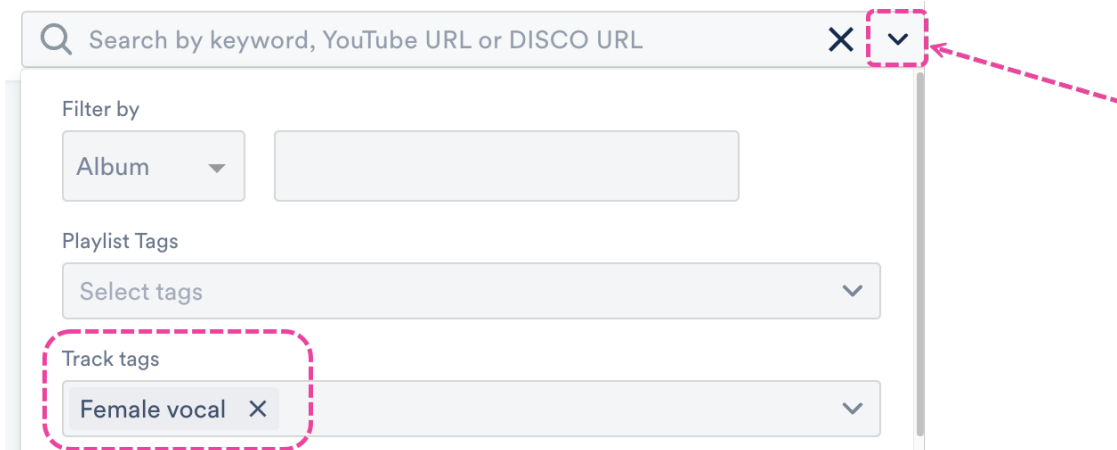 Search by keyword, YouTube URL or DISCO URL
Filter by
Album
Playlist Tags
Select tags
Track tags
Female vocal